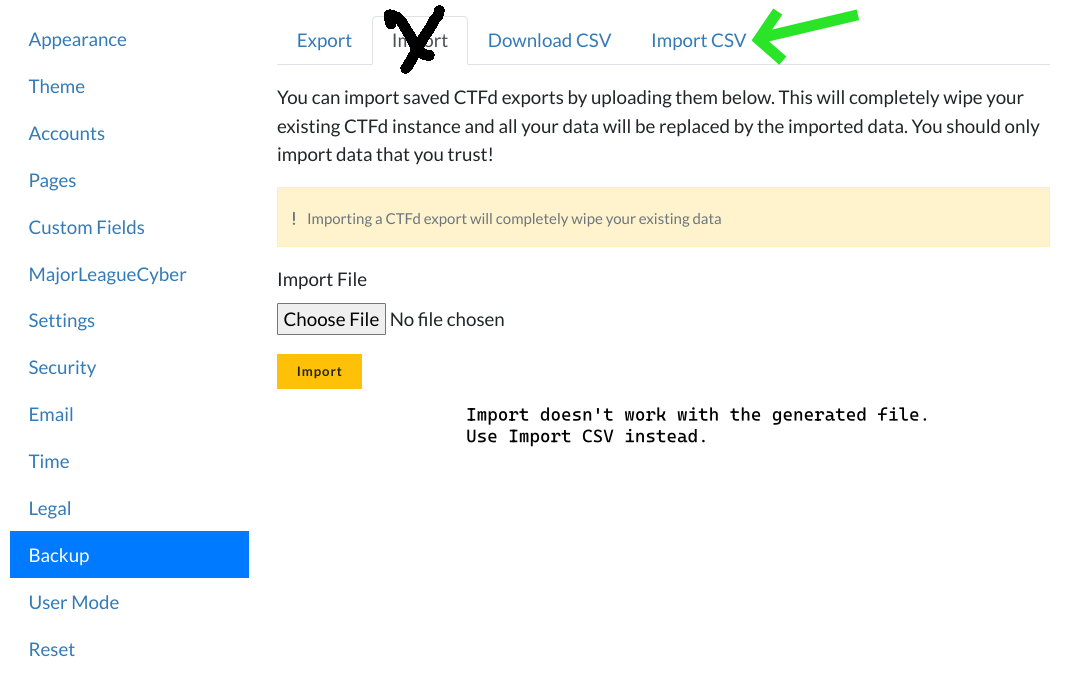 Appearance
Theme
Accounts
Pages
Custom Fields
MajorLeagueCyber
Settings
Security
Email
Time
Legal
Backup
User Mode
Reset
Export
Import
Download CSV
Import CSV
You can import saved CTFd exports by uploading them below. This will completely wipe your
existing CTFd instance and all your data will be replaced by the imported data. You should only
import data that you trust!
! Importing a CTFd export will completely wipe your existing data
Import File
Choose File No file chosen
Import
Import doesn't work with the generated file.
Use Import CSV instead.